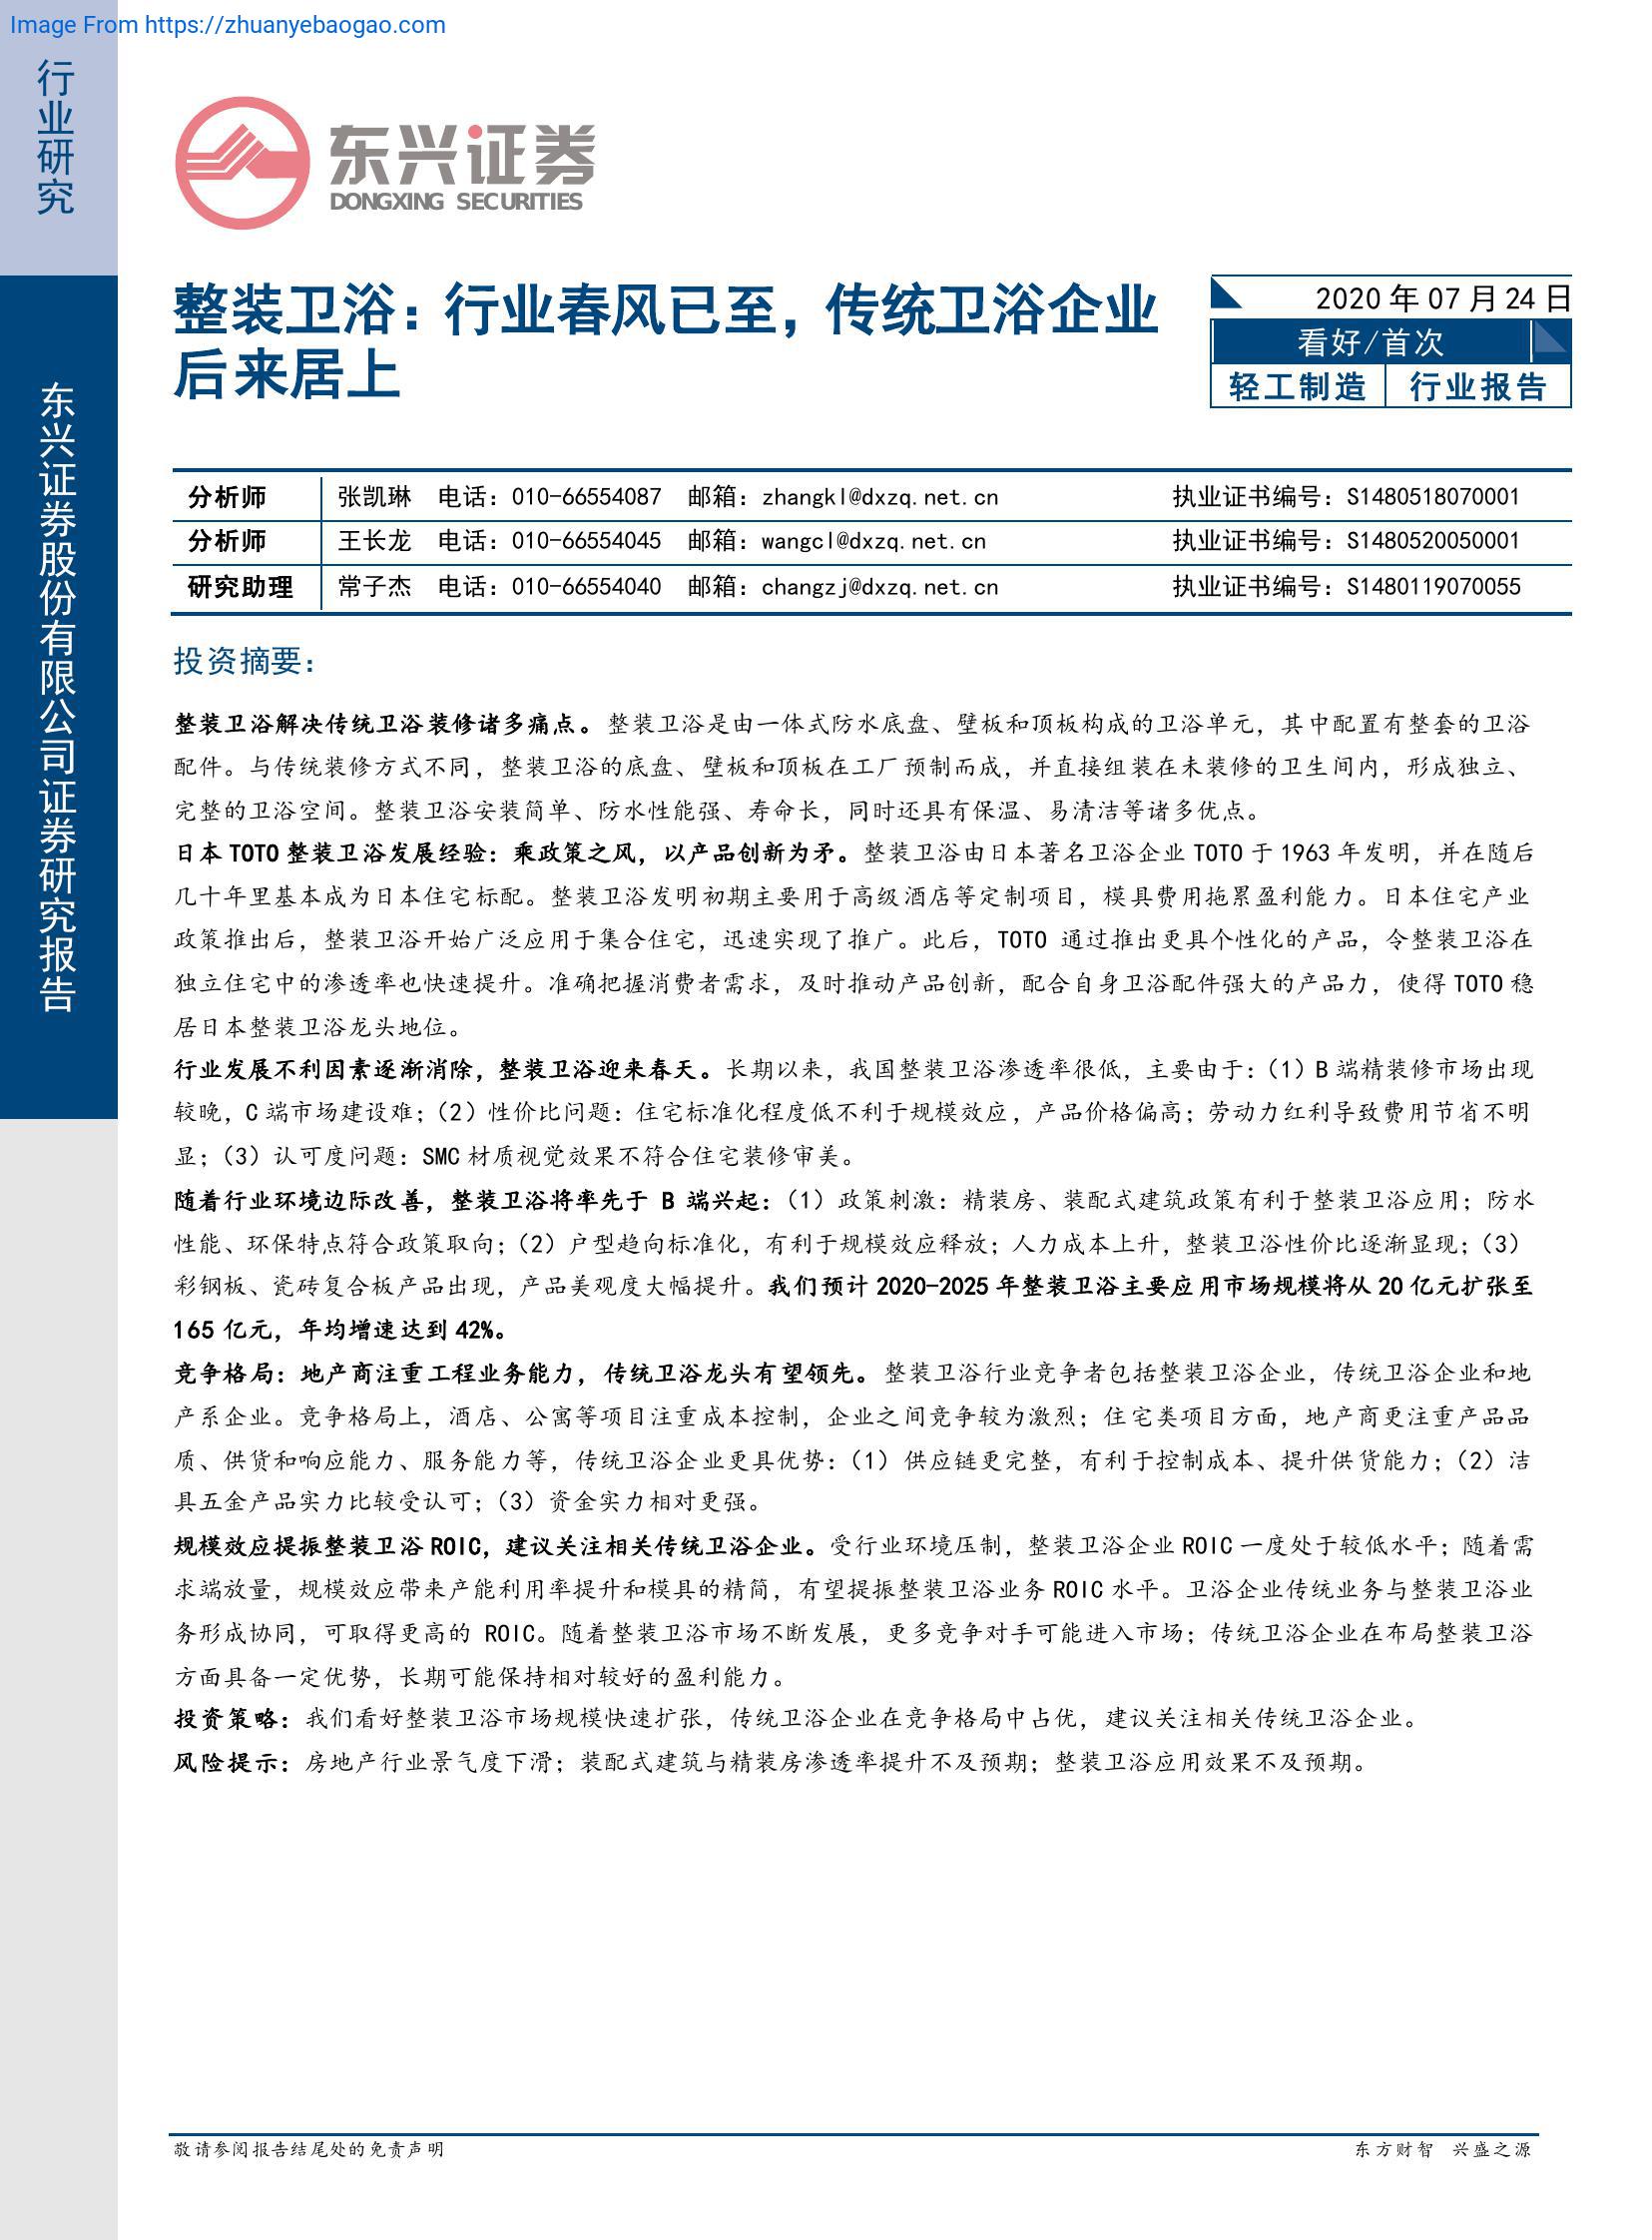 Image From https://zhuanyebaogao.com
行业研究
东兴证券股份有限公司证券研究报告
东兴证券
DONGXING SECURITIES
整装卫浴：行业春风已至，传统卫浴企业
后来居上
2020 年 07 月 24 日
看好/首次
轻工制造 行业报告
分析师 张凯琳 电话：010-66554087 邮箱：zhangkl@dxzq.net.cn 执业证书编号：S1480518070001
分析师 王长龙 电话：010-66554045 邮箱：wangcl@dxzq.net.cn 执业证书编号：S1480520050001
研究助理 常子杰 电话：010-66554040 邮箱：changzj@dxzq.net.cn 执业证书编号：S1480119070055
投资摘要：
整装卫浴解决传统卫浴装修诸多痛点。整装卫浴是由一体式防水底盘、壁板和顶板构成的卫浴单元，其中配置有整套的卫浴
配件。与传统装修方式不同，整装卫浴的底盘、壁板和顶板在工厂预制而成，并直接组装在未装修的卫生间内，形成独立、
完整的卫浴空间。整装卫浴安装简单、防水性能强、寿命长，同时还具有保温、易清洁等诸多优点。
日本 TOTO 整装卫浴发展经验：乘政策之风，以产品创新为矛。整装卫浴由日本著名卫浴企业 TOTO 于 1963 年发明，并在随后
几十年里基本成为日本住宅标配。整装卫浴发明初期主要用于高级酒店等定制项目，模具费用拖累盈利能力。日本住宅产业
政策推出后，整装卫浴开始广泛应用于集合住宅，迅速实现了推广。此后，TOTO 通过推出更具个性化的产品，令整装卫浴在
独立住宅中的渗透率也快速提升。准确把握消费者需求，及时推动产品创新，配合自身卫浴配件强大的产品力，使得 TOTO 稳
居日本整装卫浴龙头地位。
行业发展不利因素逐渐消除，整装卫浴迎来春天。长期以来，我国整装卫浴渗透率很低，主要由于：（1）B 端精装修市场出现
较晚，C 端市场建设难；（2）性价比问题：住宅标准化程度低不利于规模效应，产品价格偏高；劳动力红利导致费用节省不明
显；（3）认可度问题：SMC 材质视觉效果不符合住宅装修审美。
随着行业环境边际改善，整装卫浴将率先于 B 端兴起：（1）政策刺激：精装房、装配式建筑政策有利于整装卫浴应用；防水
性能、环保特点符合政策取向；（2）户型趋向标准化，有利于规模效应释放；人力成本上升，整装卫浴性价比逐渐显现；（3）
彩钢板、瓷砖复合板产品出现，产品美观度大幅提升。我们预计 2020-2025 年整装卫浴主要应用市场规模将从 20 亿元扩张至
165 亿元，年均增速达到 42%。
竞争格局：地产商注重工程业务能力，传统卫浴龙头有望领先。整装卫浴行业竞争者包括整装卫浴企业，传统卫浴企业和地
产系企业。竞争格局上，酒店、公寓等项目注重成本控制，企业之间竞争较为激烈；住宅类项目方面，地产商更注重产品品
质、供货和响应能力、服务能力等，传统卫浴企业更具优势：（1）供应链更完整，有利于控制成本、提升供货能力；（2）洁
具五金产品实力比较受认可；（3）资金实力相对更强。
规模效应提振整装卫浴 ROIC，建议关注相关传统卫浴企业。受行业环境压制，整装卫浴企业 ROIC 一度处于较低水平；随着需
求端放量，规模效应带来产能利用率提升和模具的精简，有望提振整装卫浴业务 ROIC 水平。卫浴企业传统业务与整装卫浴业
务形成协同，可取得更高的 ROIC。随着整装卫浴市场不断发展，更多竞争对手可能进入市场；传统卫浴企业在布局整装卫浴
方面具备一定优势，长期可能保持相对较好的盈利能力。
投资策略：我们看好整装卫浴市场规模快速扩张，传统卫浴企业在竞争格局中占优，建议关注相关传统卫浴企业。
风险提示：房地产行业景气度下滑；装配式建筑与精装房渗透率提升不及预期；整装卫浴应用效果不及预期。
敬请参阅报告结尾处的免责声明
东方财智 兴盛之源